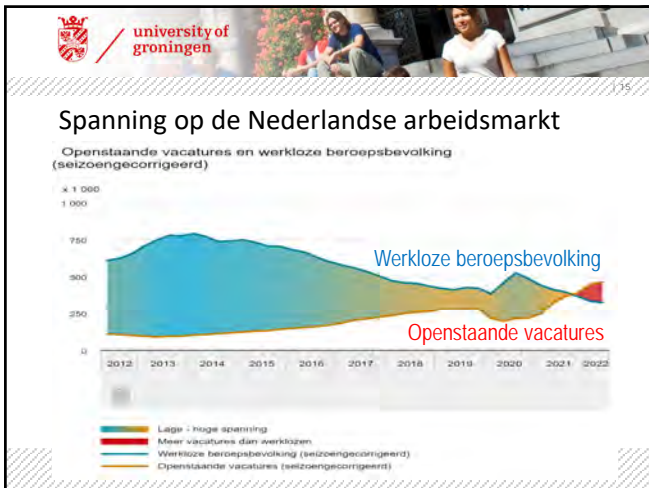 university of
groningen
| 15
Spanning op de Nederlandse arbeidsmarkt
Openstaande vacatures en werkloze beroepsbevolking
(seizoengecorrigeerd)
x 1 000
1 000
750
500
250
0
Werkloze beroepsbevolking
Openstaande vacatures
2012 2013 2014 2015 2016 2017 2018 2019 2020 2021 2022
Lage - hoge spanning
Meer vacatures dan werklozen
Werkloze beroepsbevolking (seizoengecorrigeerd)
Openstaande vacatures (seizoengecorrigeerd)